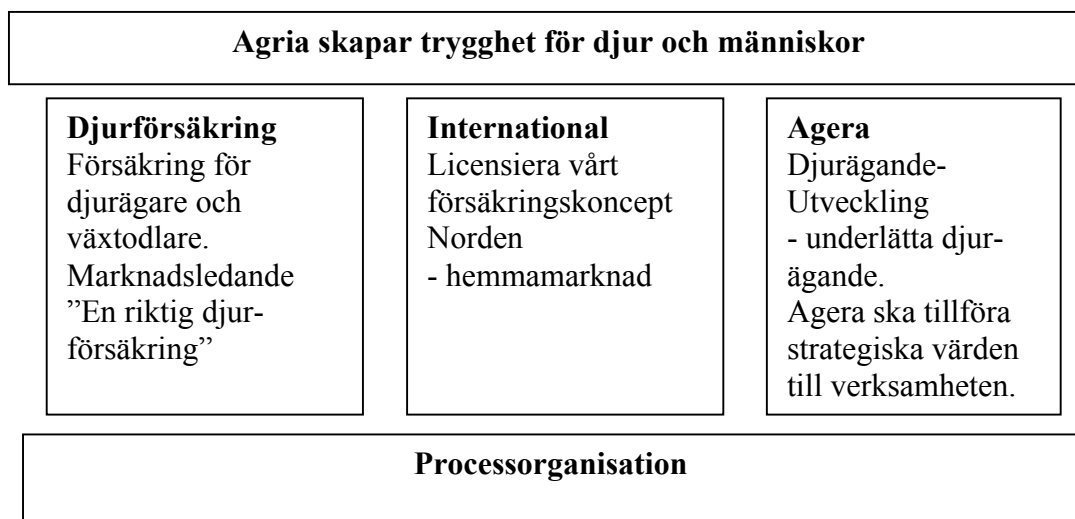 Agria skapar trygghet för djur och människor
Djurförsäkring
Försäkring för
djurägare och
växtodlare.
Marknadsledande
”En riktig djur-
försäkring”
International
Licensiera vårt
försäkringskoncept
Norden
- hemmamarknad
Agera
Djurägande-
Utveckling
- underlätta djur-
ägande.
Agera ska tillföra
strategiska värden
till verksamheten.
Processorganisation